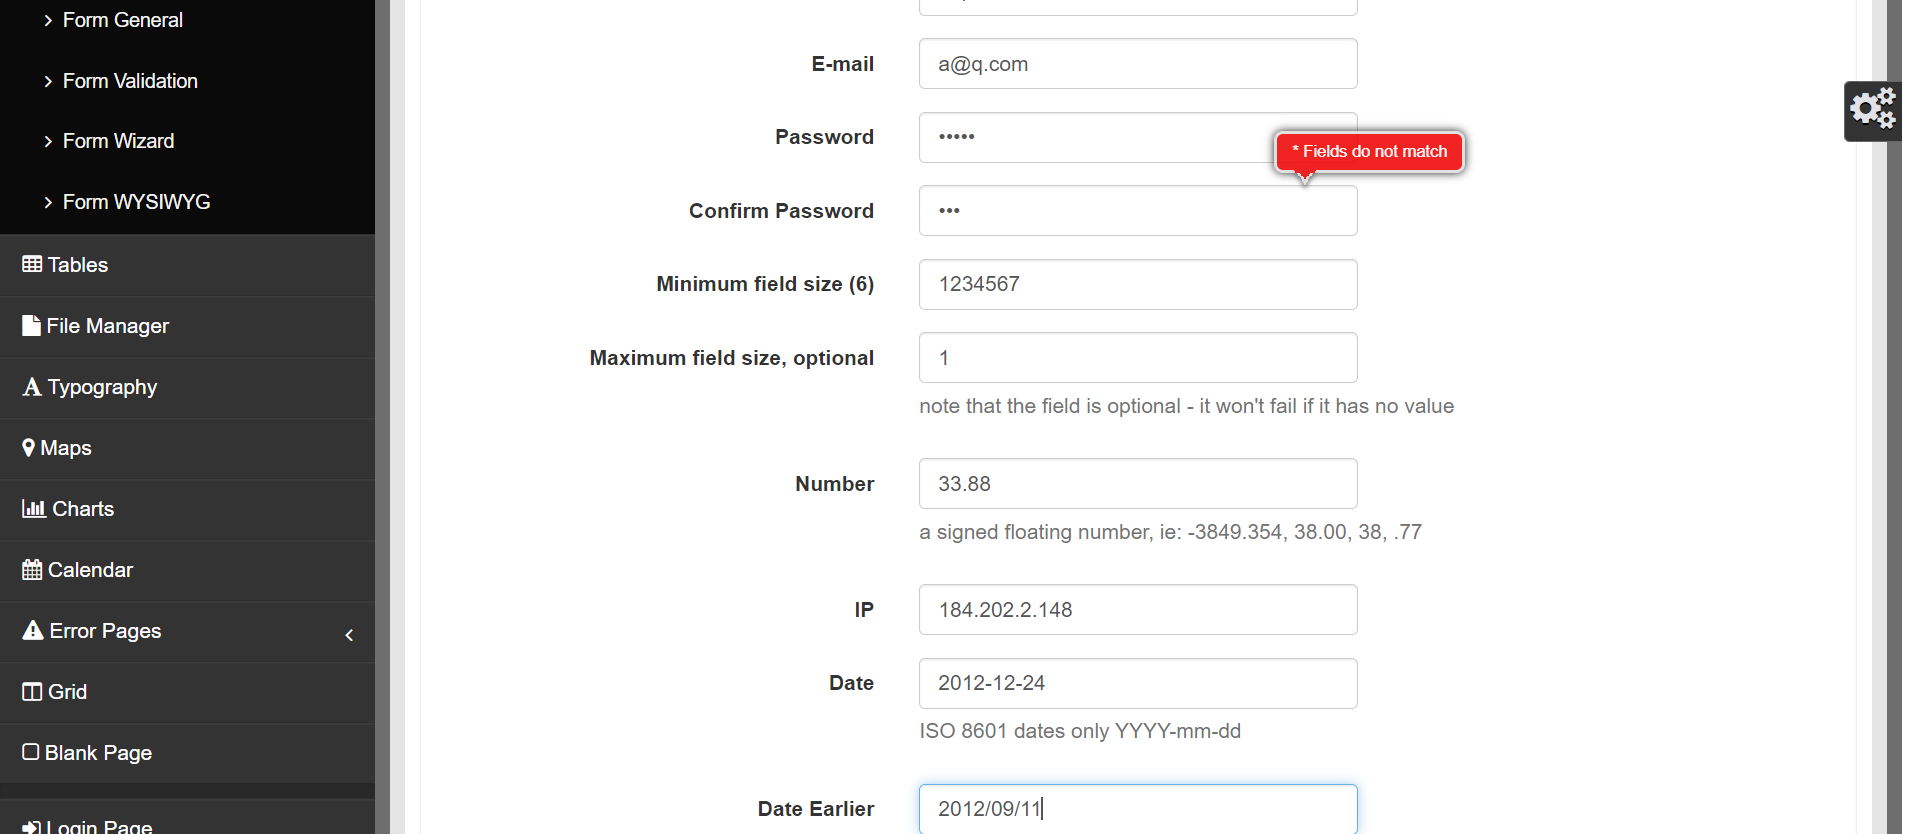 Form General
Form Validation
Form Wizard
Form WYSIWYG
Tables
File Manager
Typography
Maps
Charts
Calendar
Error Pages
Grid
Blank Page
Login Page
E-mail
a@q.com
Password
•••••
* Fields do not match
Confirm Password
•••
Minimum field size (6)
1234567
Maximum field size, optional
1
note that the field is optional - it won't fail if it has no value
Number
33.88
a signed floating number, ie: -3849.354, 38.00, 38, .77
IP
184.202.2.148
Date
2012-12-24
ISO 8601 dates only YYYY-mm-dd
Date Earlier
2012/09/11